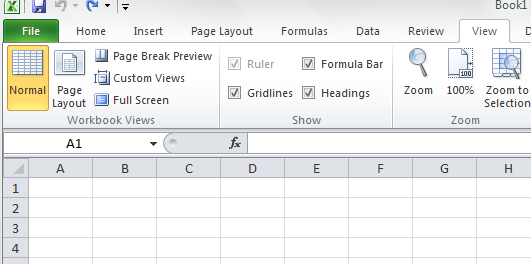 Book1
File Home Insert Page Layout Formulas Data Review View
Normal
Page Layout
Page Break Preview
Custom Views
Full Screen
Workbook Views
Ruler
Formula Bar
Gridlines
Headings
Show
Zoom
100%
Zoom to Selection
Zoom
A1 fx
A B C D E F G H
1
2
3
4